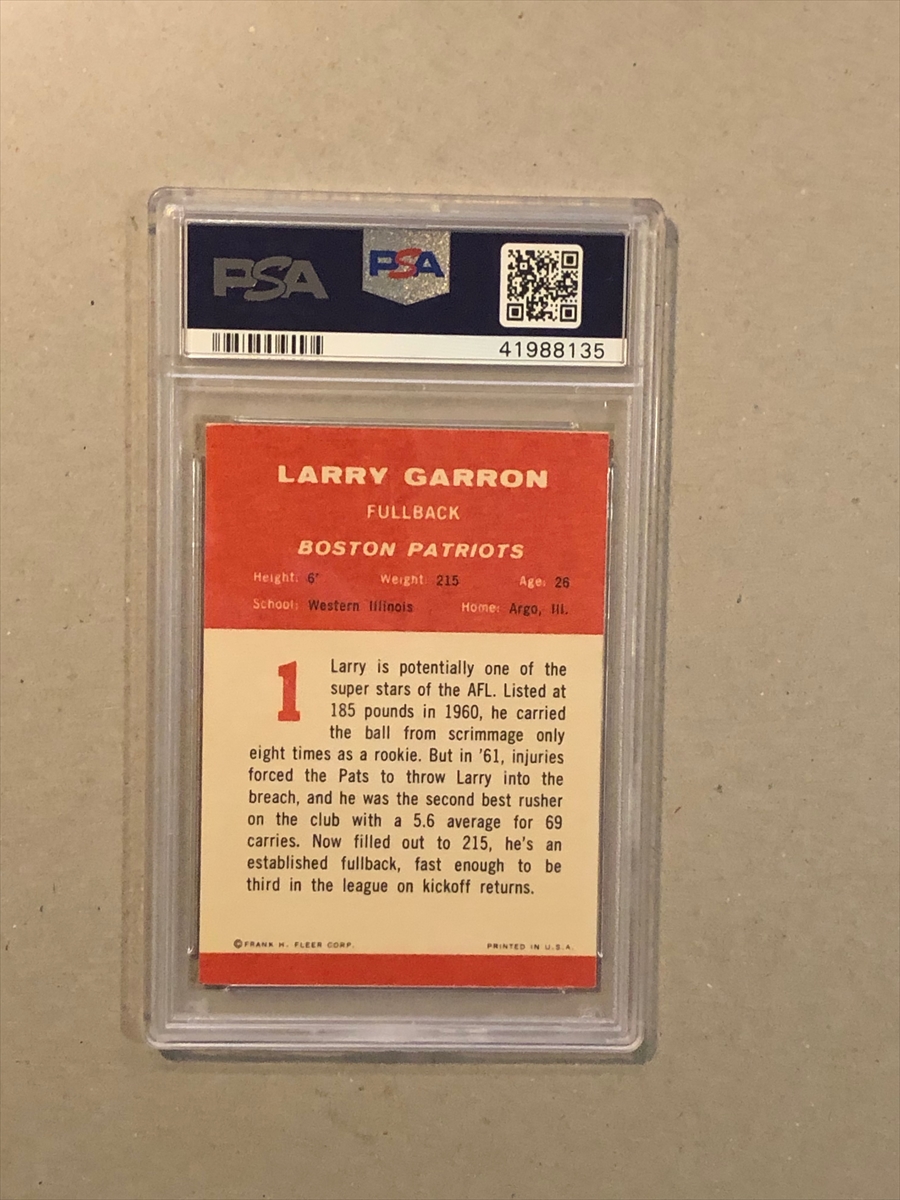 PSA PSA
41988135
LARRY GARRON
FULLBACK
BOSTON PATRIOTS
Height: 6' Weight: 215 Age: 26
School: Western Illinois Home: Argo, Ill.
1 Larry is potentially one of the
super stars of the AFL. Listed at
185 pounds in 1960, he carried
the ball from scrimmage only
eight times as a rookie. But in '61, injuries
forced the Pats to throw Larry into the
breach, and he was the second best rusher
on the club with a 5.6 average for 69
carries. Now filled out to 215, he's an
established fullback, fast enough to be
third in the league on kickoff returns.
©FRANK H. FLEER CORP. PRINTED IN U.S.A.